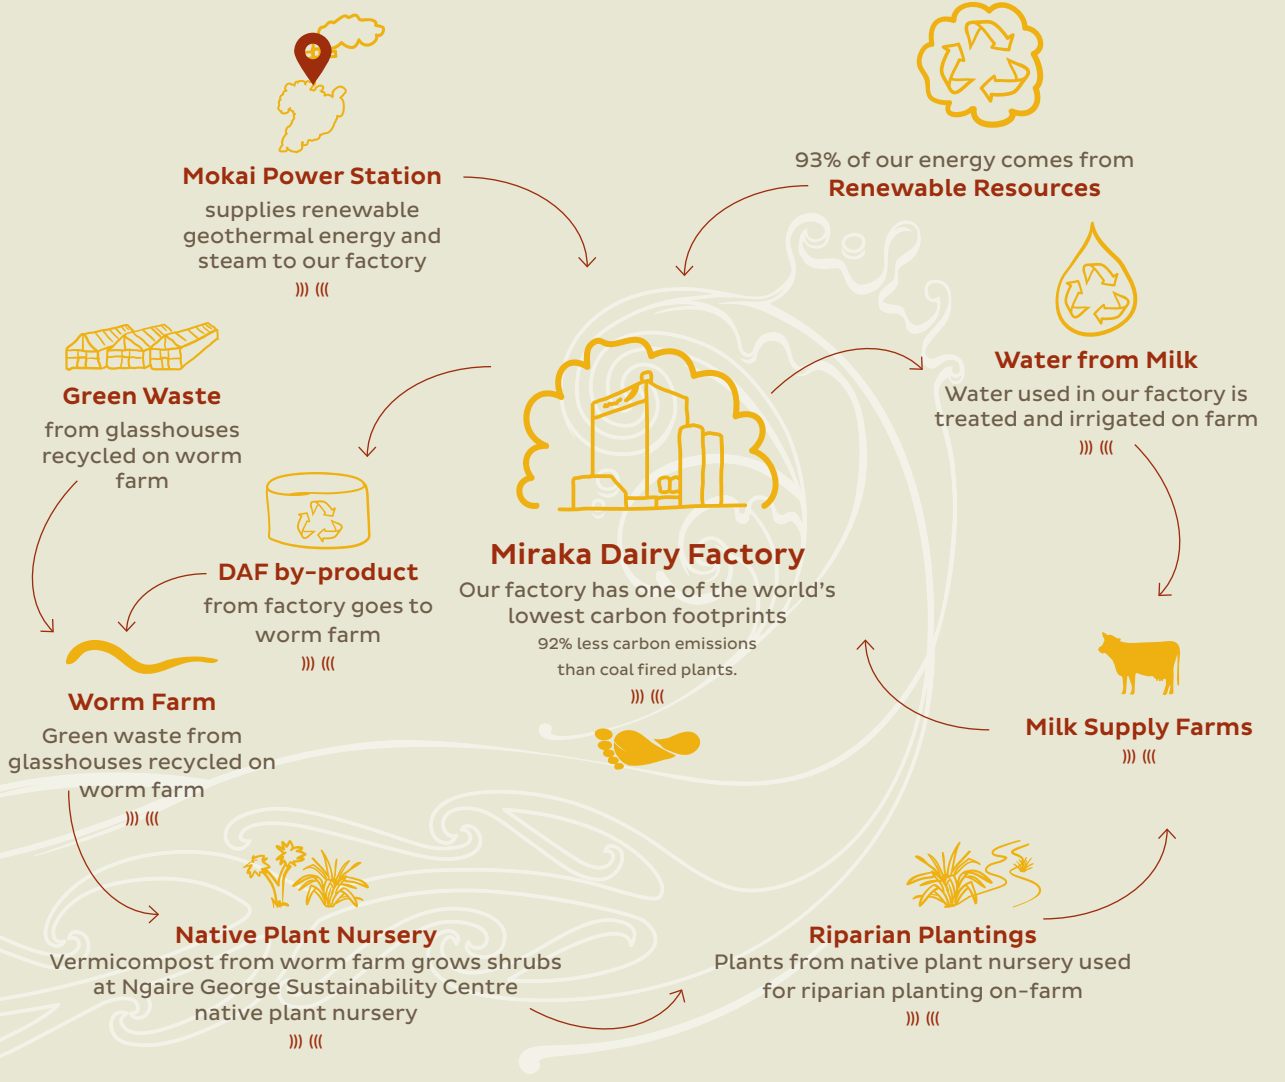 Mokai Power Station
supplies renewable
geothermal energy and
steam to our factory
93% of our energy comes from
Renewable Resources
Water from Milk
Water used in our factory is
treated and irrigated on farm
Green Waste
from glasshouses
recycled on worm
farm
DAF by-product
from factory goes to
worm farm
Miraka Dairy Factory
Our factory has one of the world's
lowest carbon footprints
92% less carbon emissions
than coal fired plants.
Worm Farm
Green waste from
glasshouses recycled on
worm farm
Milk Supply Farms
Native Plant Nursery
Vermicompost from worm farm grows shrubs
at Ngaire George Sustainability Centre
native plant nursery
Riparian Plantings
Plants from native plant nursery used
for riparian planting on-farm